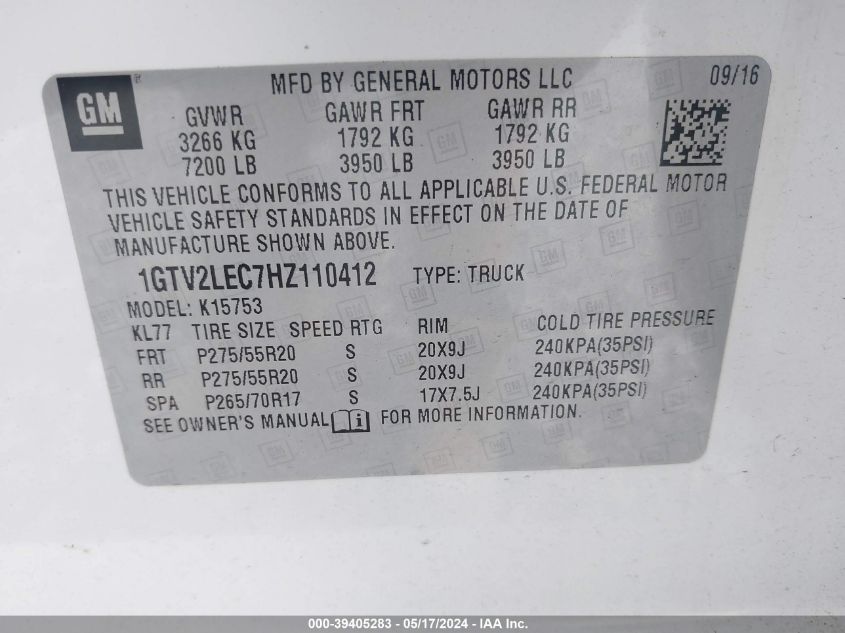 GM
MFD BY GENERAL MOTORS LLC 09/16
GVWR GAWR FRT GAWR RR
3266 KG 1792 KG 1792 KG
7200 LB 3950 LB 3950 LB
THIS VEHICLE CONFORMS TO ALL APPLICABLE U.S. FEDERAL MOTOR
VEHICLE SAFETY STANDARDS IN EFFECT ON THE DATE OF
MANUFACTURE SHOWN ABOVE.
1GTV2LEC7HZ110412 TYPE: TRUCK
MODEL: K15753
KL77 TIRE SIZE SPEED RTG RIM COLD TIRE PRESSURE
FRT P275/55R20 S 20X9J 240KPA(35PSI)
RR P275/55R20 S 20X9J 240KPA(35PSI)
SPA P265/70R17 S 17X7.5J 240KPA(35PSI)
SEE OWNER'S MANUAL i FOR MORE INFORMATION.
000-39405283 - 05/17/2024 - IAA Inc.